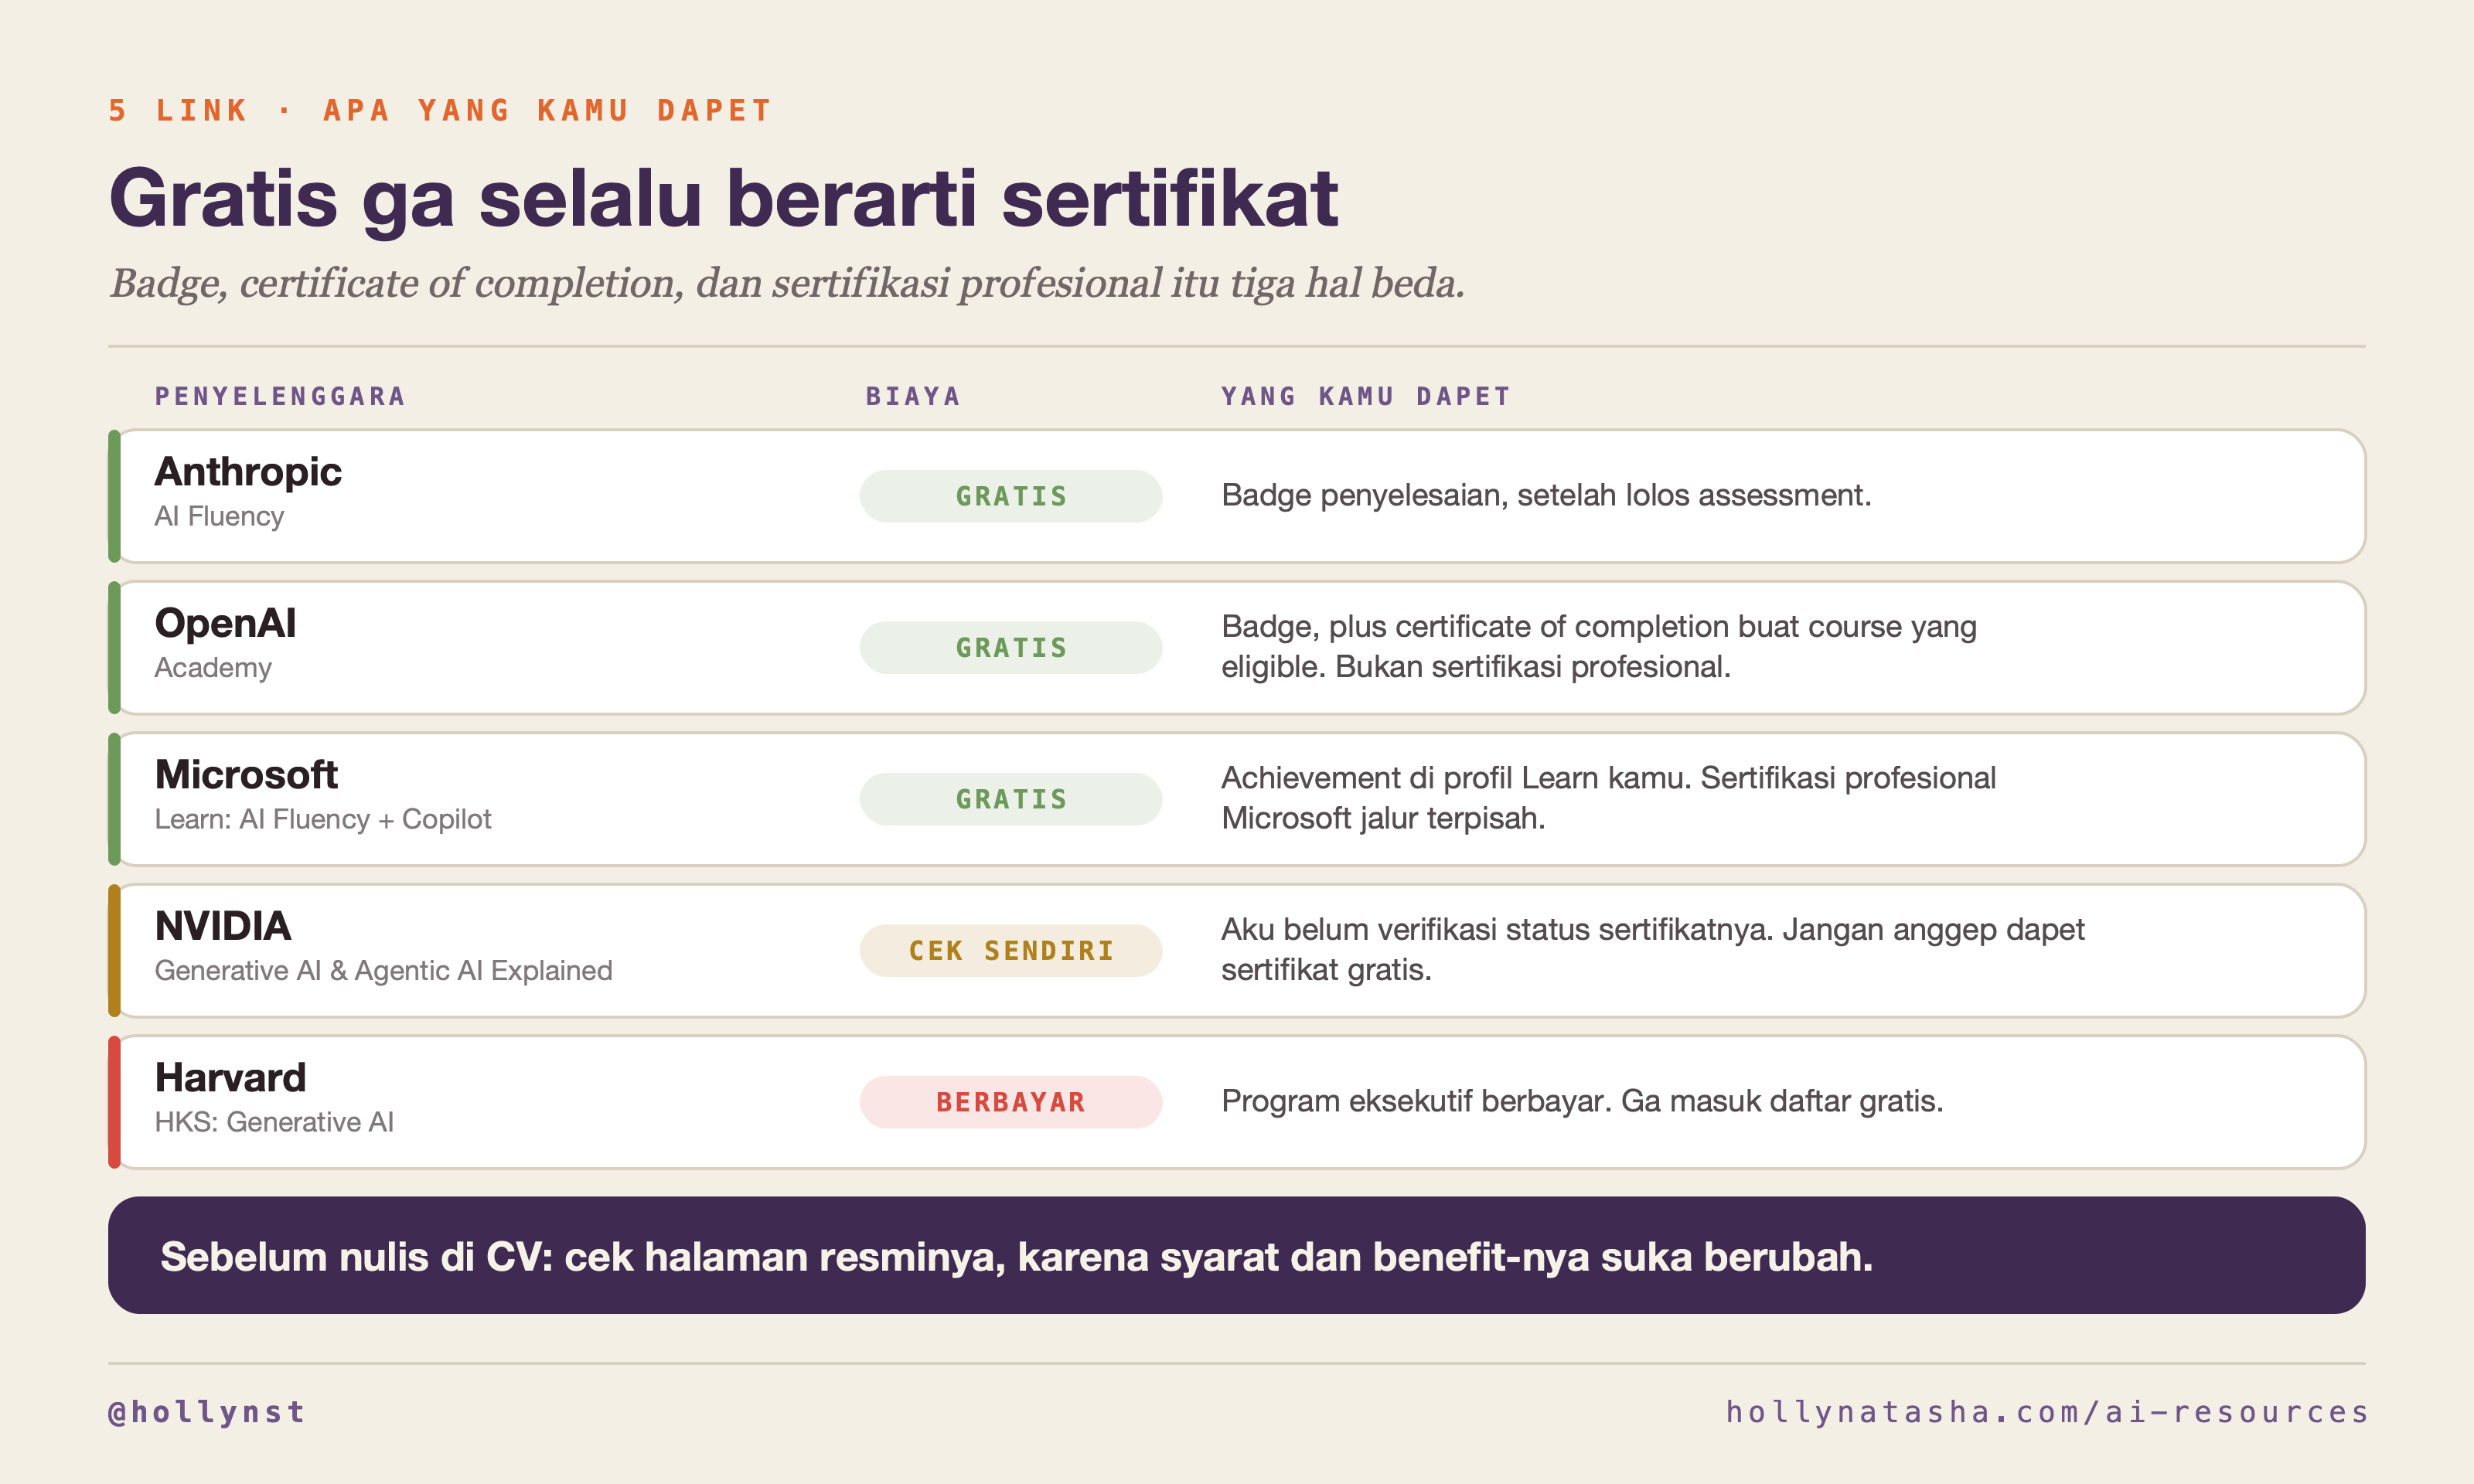 5 LINK · APA YANG KAMU DAPET
Gratis ga selalu berarti sertifikat
Badge, certificate of completion, dan sertifikasi profesional itu tiga hal beda.
PENYELENGGARA BIAYA YANG KAMU DAPET
Anthropic
AI Fluency
GRATIS
Badge penyelesaian, setelah lolos assessment.
OpenAI
Academy
GRATIS
Badge, plus certificate of completion buat course yang
eligible. Bukan sertifikasi profesional.
Microsoft
Learn: AI Fluency + Copilot
GRATIS
Achievement di profil Learn kamu. Sertifikasi profesional
Microsoft jalur terpisah.
NVIDIA
Generative AI & Agentic AI Explained
CEK SENDIRI
Aku belum verifikasi status sertifikatnya. Jangan anggep dapet
sertifikat gratis.
Harvard
HKS: Generative AI
BERBAYAR
Program eksekutif berbayar. Ga masuk daftar gratis.
Sebelum nulis di CV: cek halaman resminya, karena syarat dan benefit-nya suka berubah.
@hollynst
hollynatasha.com/ai-resources